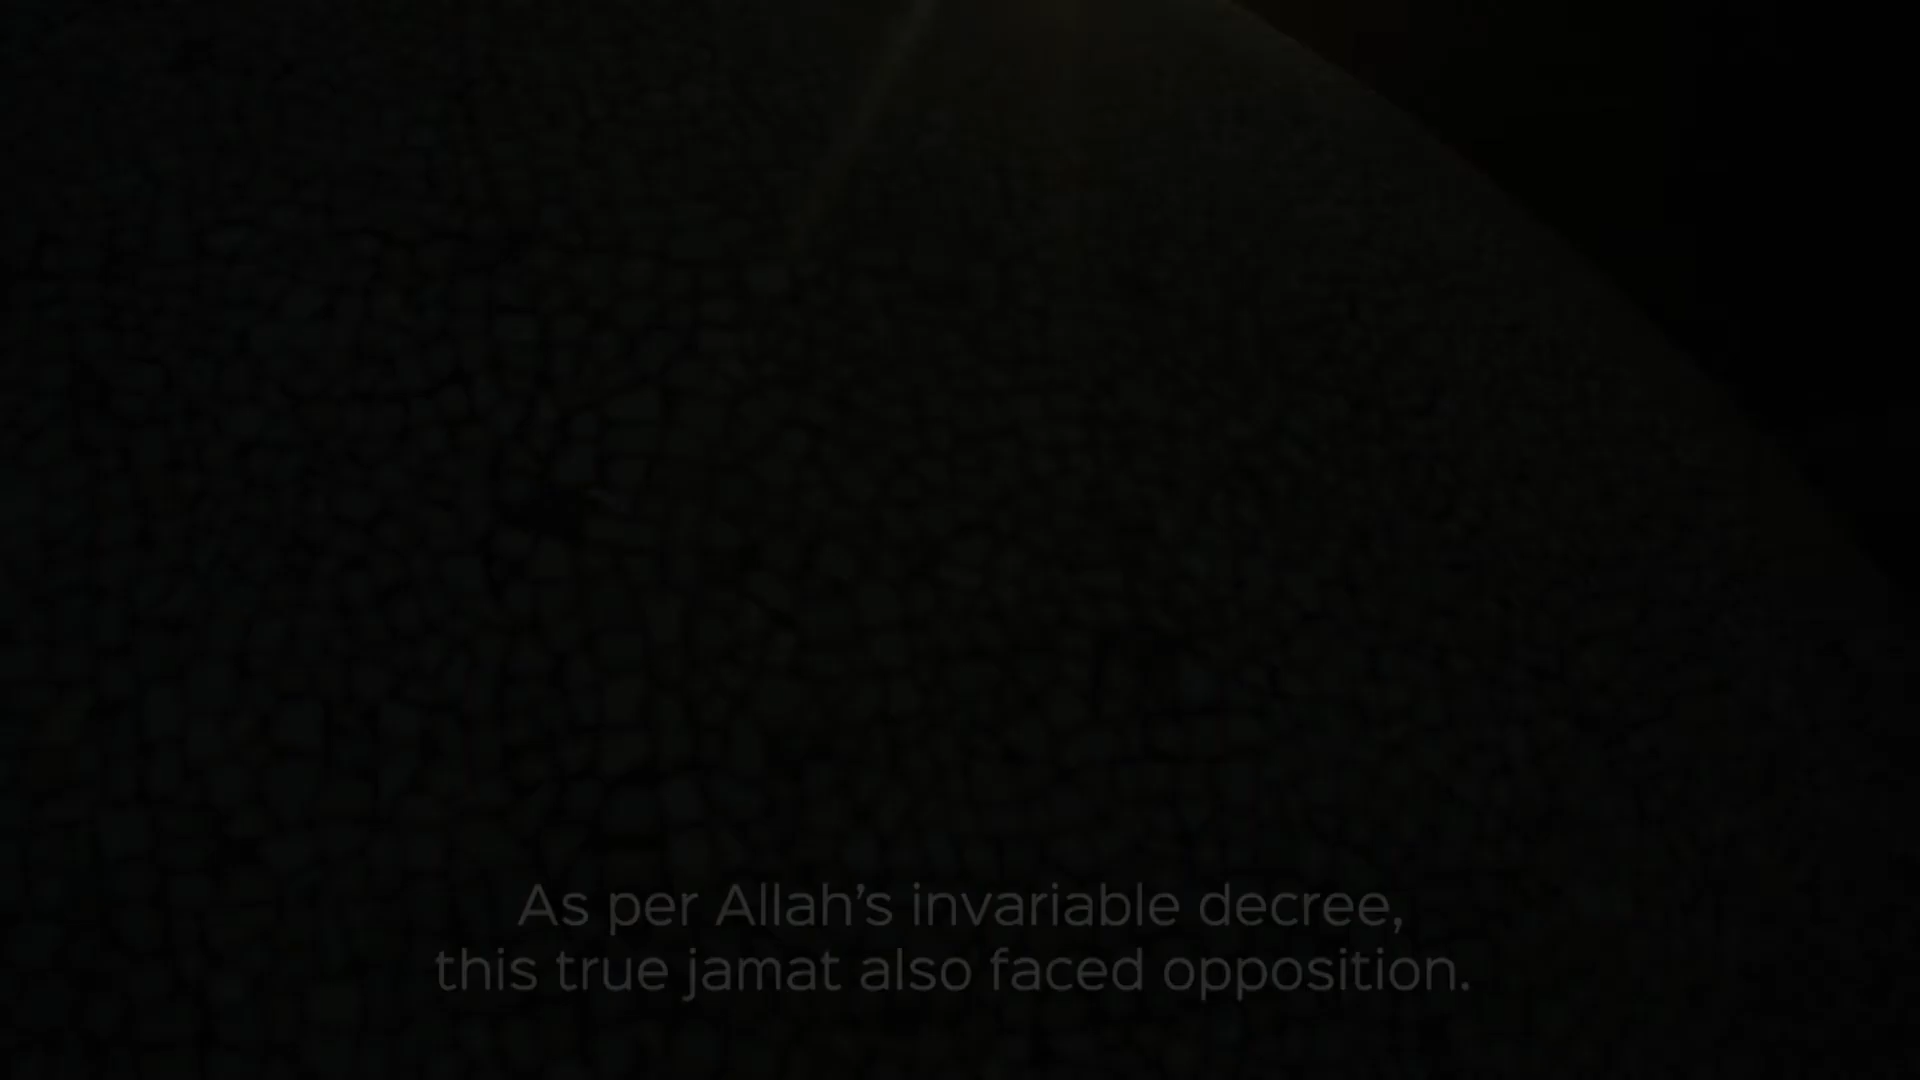 As per Allah’s invariable decree,
this true jamat also faced opposition.